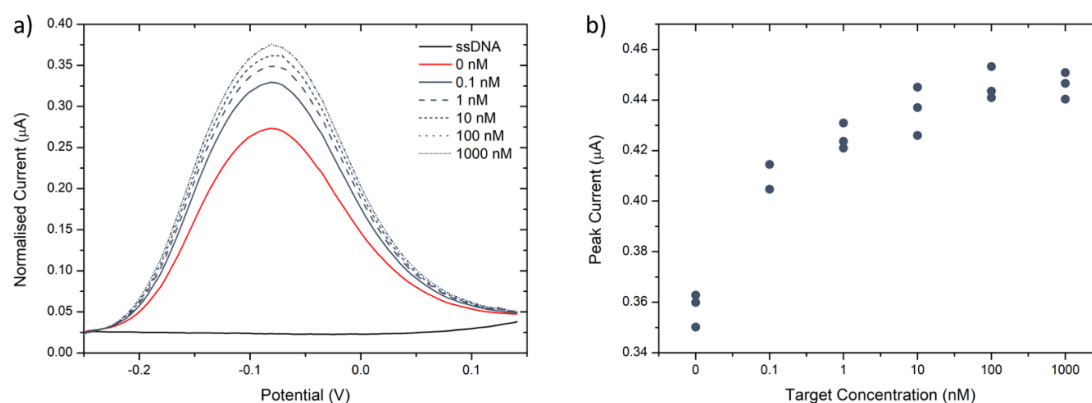 a)
0.40
0.35
0.30
0.25
0.20
0.15
0.10
0.05
0.00
Normalised Current (μA)
-0.2
-0.1
0.0
0.1
Potential (V)
ssDNA
0 nM
0.1 nM
1 nM
10 nM
100 nM
1000 nM
b)
0.46
0.44
0.42
0.40
0.38
0.36
0.34
Peak Current (μA)
0
0.1
1
10
100
1000
Target Concentration (nM)